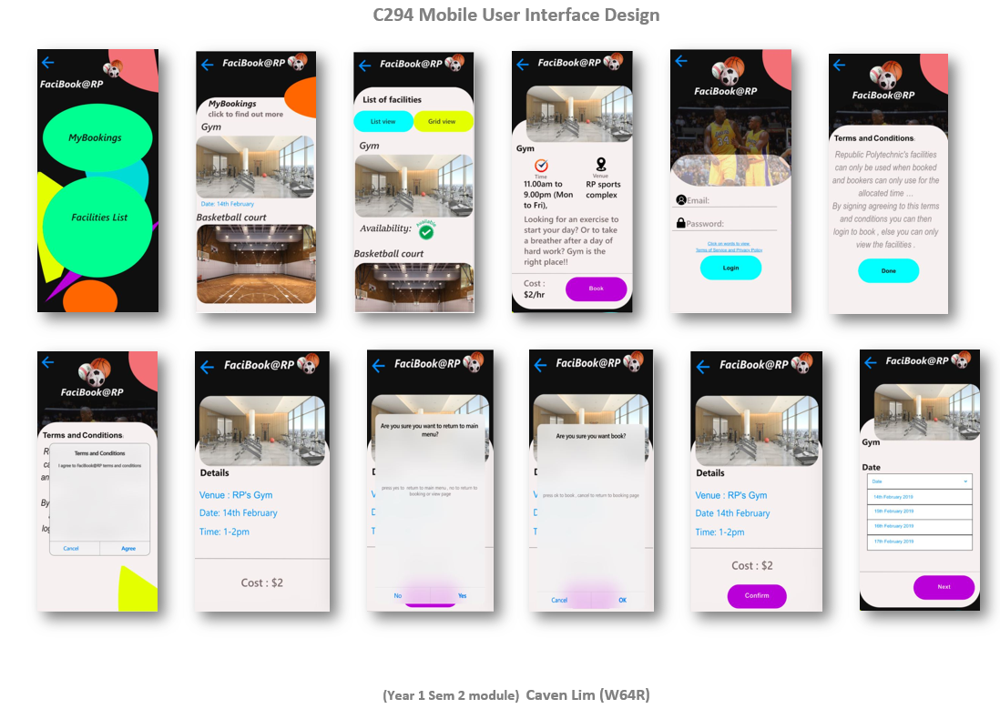 C294 Mobile User Interface Design
FaciBook@RP
MyBookings
Facilities List
FaciBook@RP
MyBookings
click to find out more
Gym
Date: 14th February
Basketball court
FaciBook@RP
List of facilities
List view
Grid view
Gym
Availability:
Available
Basketball court
FaciBook@RP
Gym
Time
Venue
11.00am to
9.00pm (Mon
to Fri),
RP sports
complex
Looking for an exercise to
start your day? Or to take
a breather after a day of
hard work? Gym is the
right place!!
Cost :
$2/hr
Book
FaciBook@RP
Email:
Password:
Click on words to view
Terms of Service and Privacy Policy
Login
FaciBook@RP
Terms and Conditions:
Republic Polytechnic's facilities
can only be used when booked
and bookers can only use for the
allocated time ...
By signing agreeing to this terms
and conditions you can then
login to book , else you can only
view the facilities .
Done
FaciBook@RP
Terms and Conditions:
Terms and Conditions
I agree to FaciBook@RP terms and conditions
Cancel
Agree
FaciBook@RP
Details
Venue : RP's Gym
Date: 14th February
Time: 1-2pm
Cost : $2
FaciBook@RP
Are you sure you want to return to main
menu?
press yes to return to main menu , no to return to
booking or view page
No
Yes
FaciBook@RP
Are you sure you want book?
press ok to book , cancel to return to booking page
Cancel
OK
FaciBook@RP
Details
Venue : RP's Gym
Date 14th February
Time: 1-2pm
Cost : $2
Confirm
FaciBook@RP
Gym
Date
Date
14th February 2019
15th February 2019
16th February 2019
17th February 2019
Next
(Year 1 Sem 2 module) Caven Lim (W64R)